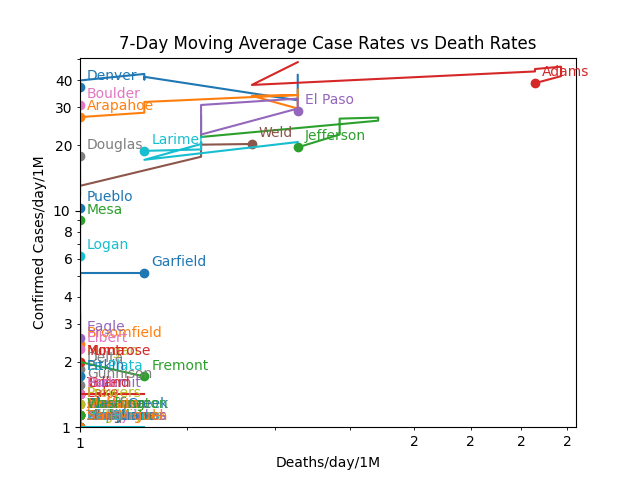 7-Day Moving Average Case Rates vs Death Rates
Confirmed Cases/day/1M
40
30
20
10
8
6
4
3
2
1
Denver
Adams
Boulder
Arapahoe
El Paso
Weld
Jefferson
Larimer
Douglas
Pueblo
Mesa
Logan
Garfield
Eagle
Broomfield
Elbert
Montrose
Fremont
Gunnison
Summit
1
2
2
2
2
Deaths/day/1M